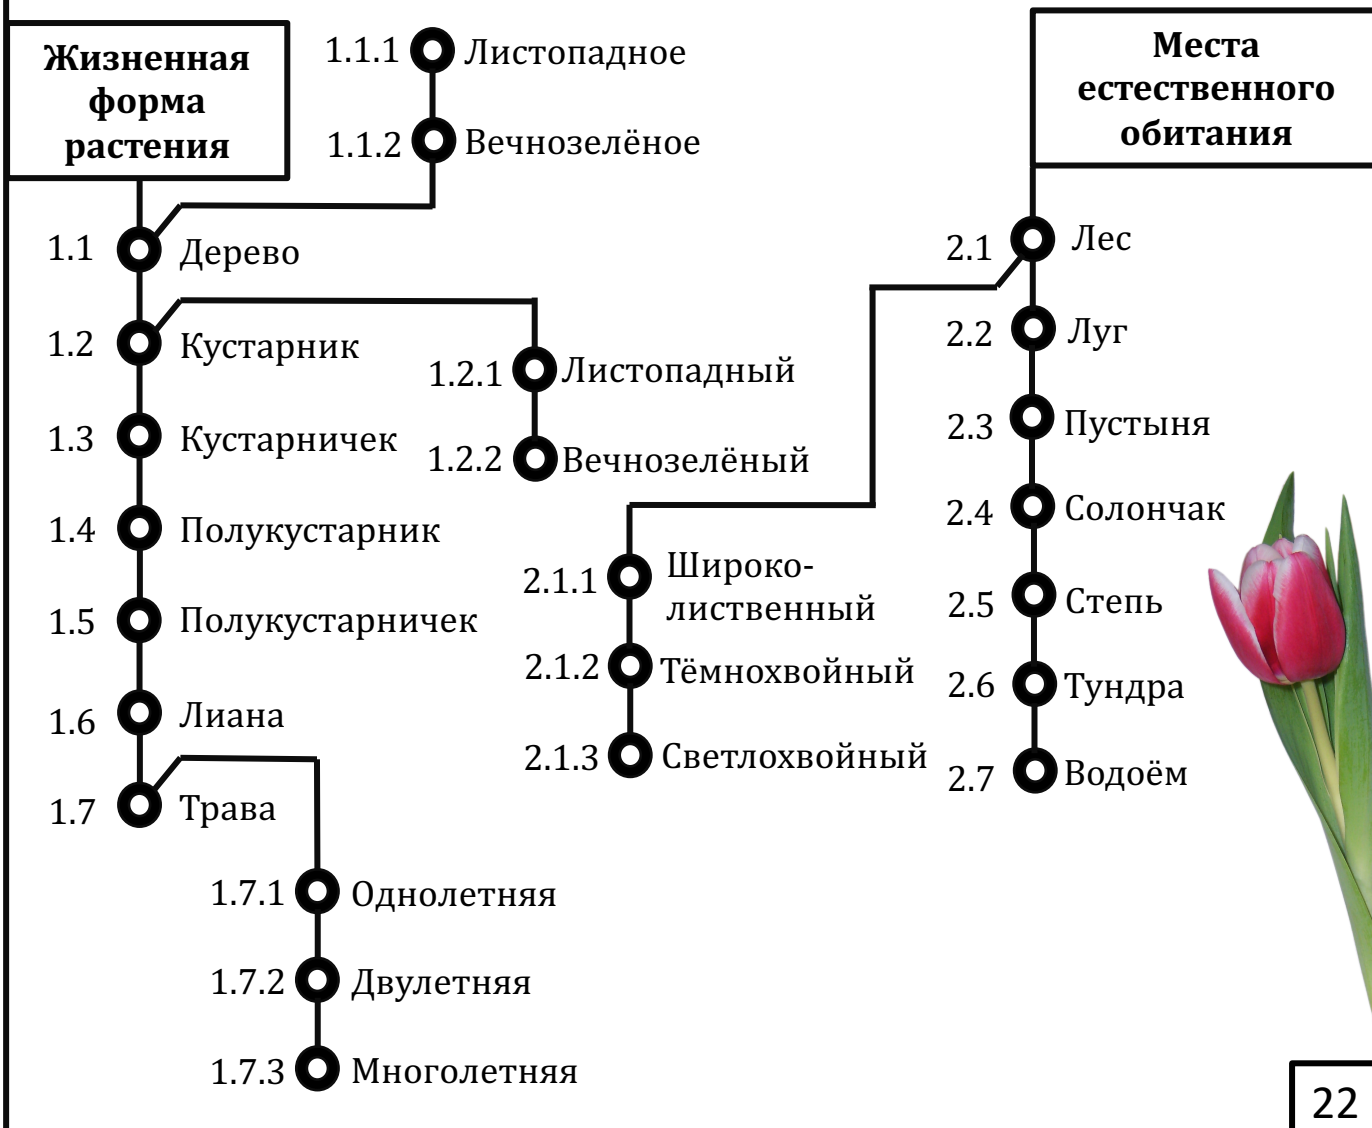 Жизненная
форма
растения
1.1.1 Листопадное
1.1.2 Вечнозелёное
1.1 Дерево
1.2 Кустарник
1.2.1 Листопадный
1.2.2 Вечнозелёный
1.3 Кустарничек
1.4 Полукустарник
1.5 Полукустарничек
1.6 Лиана
1.7 Трава
1.7.1 Однолетняя
1.7.2 Двулетняя
1.7.3 Многолетняя
Места
естественного
обитания
2.1 Лес
2.1.1 Широко-
лиственный
2.1.2 Тёмнохвойный
2.1.3 Светлохвойный
2.2 Луг
2.3 Пустыня
2.4 Солончак
2.5 Степь
2.6 Тундра
2.7 Водоём
22